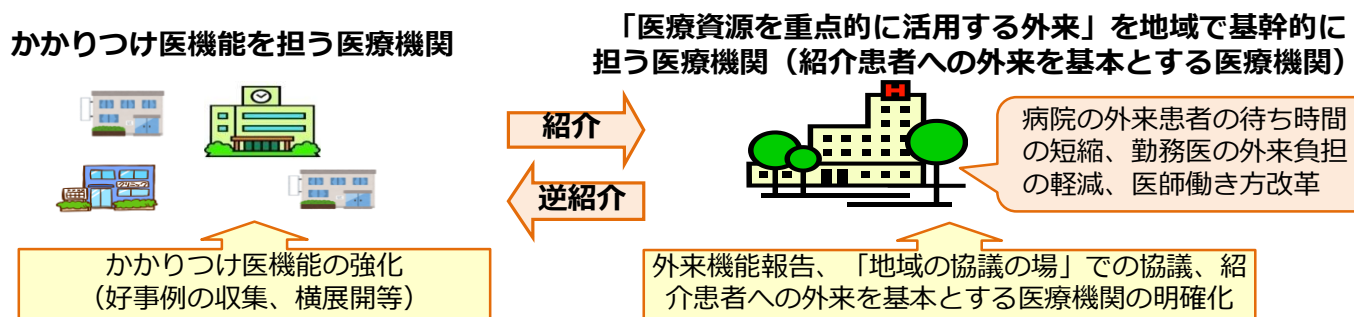 かかりつけ医機能を担う医療機関
「医療資源を重点的に活用する外来」を地域で基幹的に
担う医療機関（紹介患者への外来を基本とする医療機関）
紹介
逆紹介
H
病院の外来患者の待ち時間
の短縮、勤務医の外来負担
の軽減、医師働き方改革
かかりつけ医機能の強化
（好事例の収集、横展開等）
外来機能報告、「地域の協議の場」での協議、紹
介患者への外来を基本とする医療機関の明確化